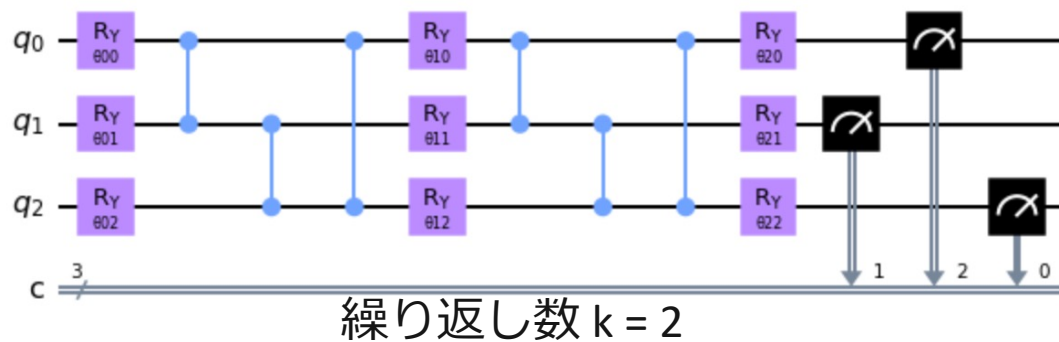 q0 RY θ00 RY θ10 RY θ20
q1 RY θ01 RY θ11 RY θ21
q2 RY θ02 RY θ12 RY θ22
c 3 1 2 0
繰り返し数 k = 2